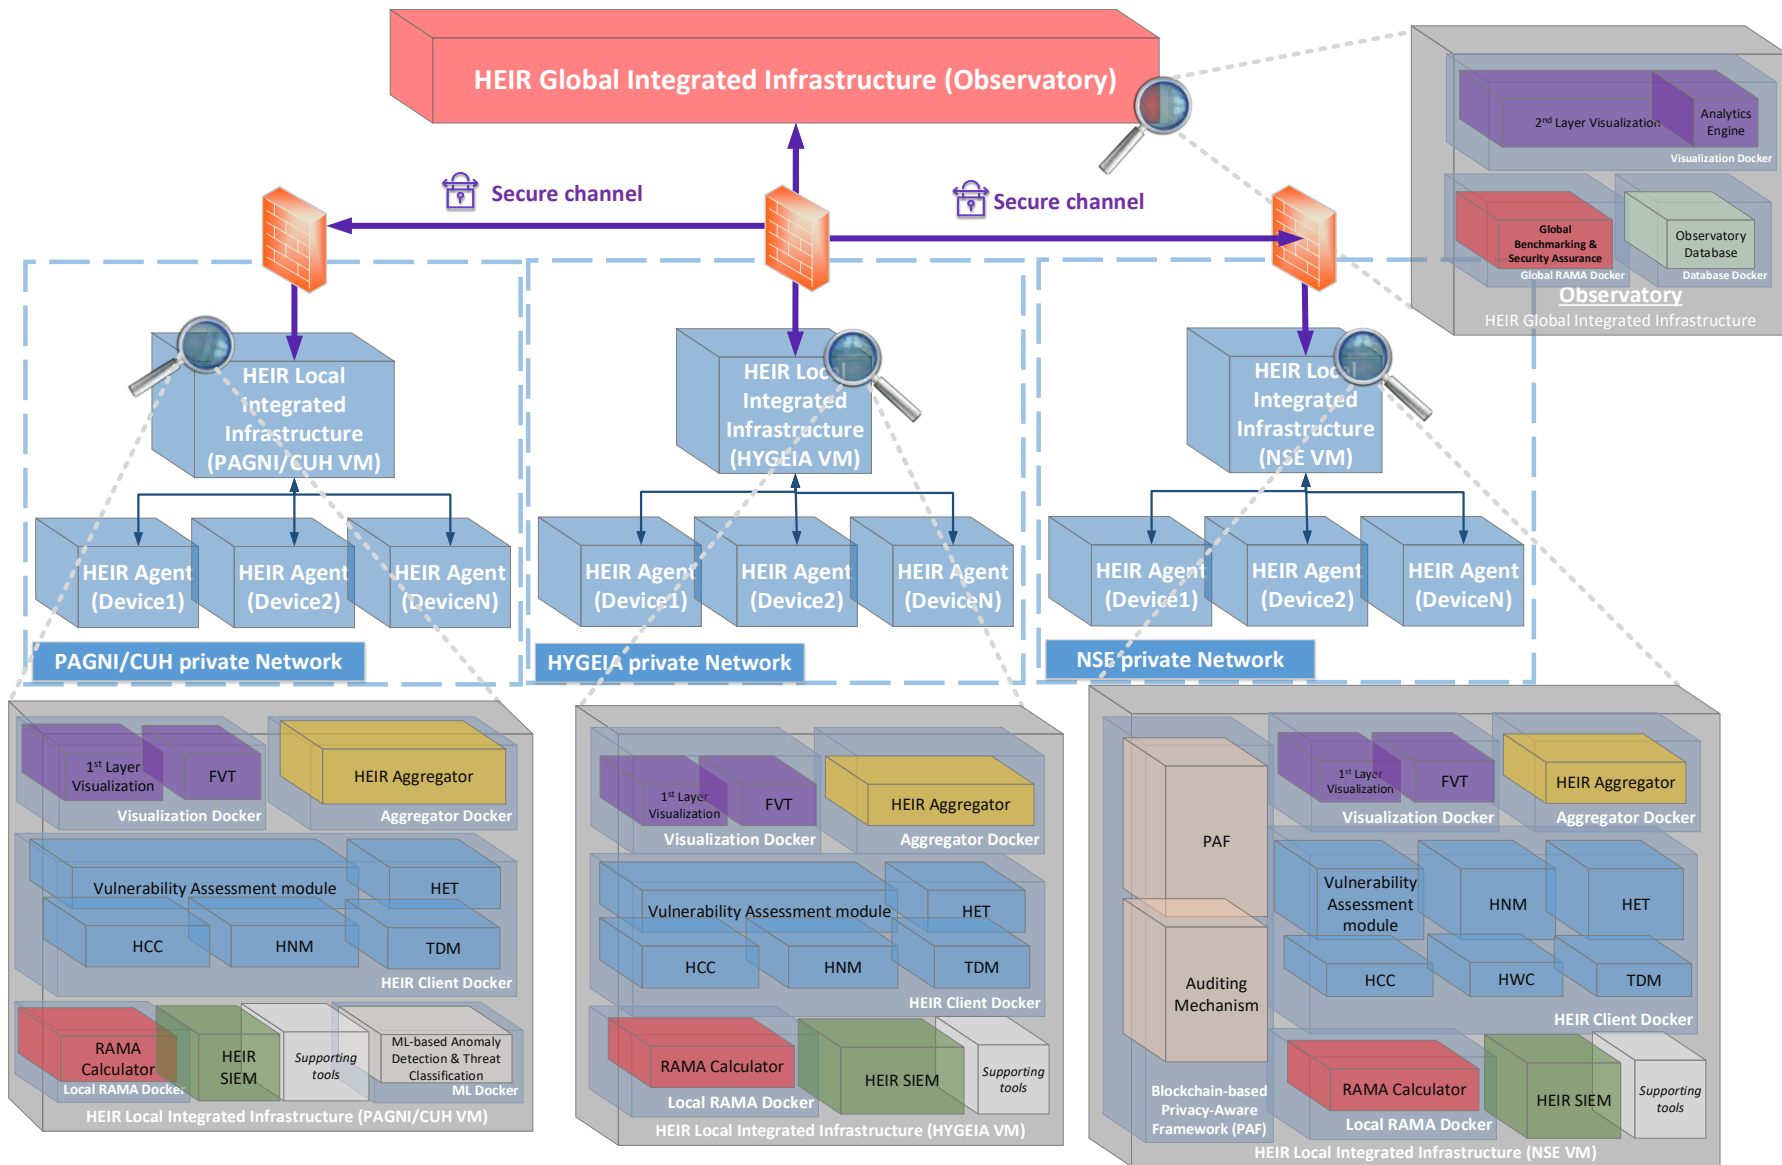 HEIR Global Integrated Infrastructure (Observatory)
Secure channel
Secure channel
2nd Layer Visualization
Analytics
Engine
Visualization Docker
Global
Benchmarking &
Security Assurance
Global RAMA Docker
Observatory
Database
Database Docker
Observatory
HEIR Global Integrated Infrastructure
HEIR Local
Integrated
Infrastructure
(PAGNI/CUH VM)
HEIR Local
Integrated
Infrastructure
(HYGEIA VM)
HEIR Local
Integrated
Infrastructure
(NSE VM)
HEIR Agent
(Device1)
HEIR Agent
(Device2)
HEIR Agent
(DeviceN)
HEIR Agent
(Device1)
HEIR Agent
(Device2)
HEIR Agent
(DeviceN)
HEIR Agent
(Device1)
HEIR Agent
(Device2)
HEIR Agent
(DeviceN)
PAGNI/CUH private Network
HYGEIA private Network
NSE private Network
1st Layer
Visualization
FVT
Visualization Docker
HEIR Aggregator
Aggregator Docker
Vulnerability Assessment module
HET
HCC
HNM
TDM
HEIR Client Docker
RAMA
Calculator
Local RAMA Docker
HEIR
SIEM
Supporting
tools
ML-based Anomaly
Detection & Threat
Classification
ML Docker
HEIR Local Integrated Infrastructure (PAGNI/CUH VM)
1st Layer
Visualization
FVT
Visualization Docker
HEIR Aggregator
Aggregator Docker
Vulnerability Assessment module
HET
HCC
HNM
TDM
HEIR Client Docker
RAMA Calculator
Local RAMA Docker
HEIR SIEM
Supporting
tools
HEIR Local Integrated Infrastructure (HYGEIA VM)
PAF
Auditing
Mechanism
Blockchain-based
Privacy-Aware
Framework (PAF)
1st Layer
Visualization
FVT
Visualization Docker
HEIR Aggregator
Aggregator Docker
Vulnerability
Assessment
module
HNM
HET
HCC
HWC
TDM
HEIR Client Docker
RAMA Calculator
Local RAMA Docker
HEIR SIEM
Supporting
tools
HEIR Local Integrated Infrastructure (NSE VM)